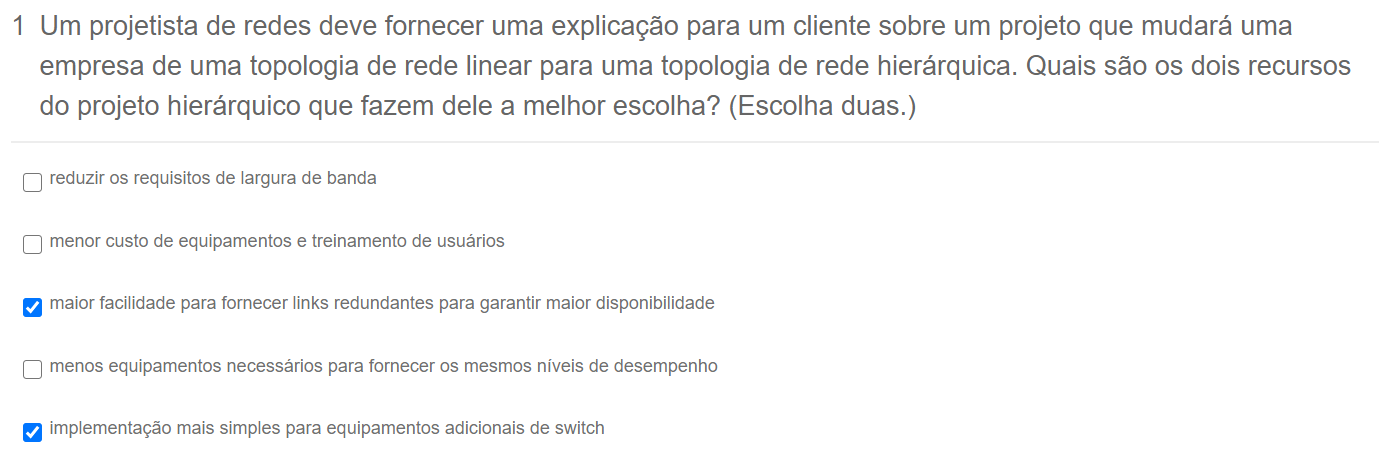 1 Um projetista de redes deve fornecer uma explicação para um cliente sobre um projeto que mudará uma
empresa de uma topologia de rede linear para uma topologia de rede hierárquica. Quais são os dois recursos
do projeto hierárquico que fazem dele a melhor escolha? (Escolha duas.)
reduzir os requisitos de largura de banda
menor custo de equipamentos e treinamento de usuários
maior facilidade para fornecer links redundantes para garantir maior disponibilidade
menos equipamentos necessários para fornecer os mesmos níveis de desempenho
implementação mais simples para equipamentos adicionais de switch